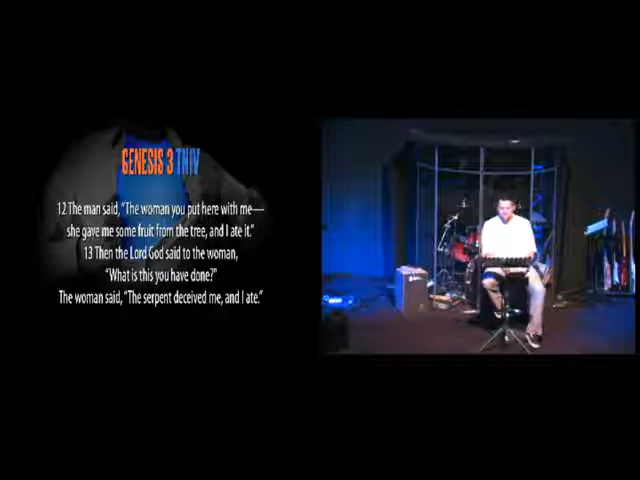 GENESIS 3 TNIV
12 The man said, “The woman you put here with me—
she gave me some fruit from the tree, and I ate it.”
13 Then the Lord God said to the woman,
“What is this you have done?”
The woman said, “The serpent deceived me, and I ate.”